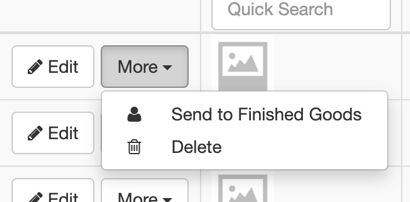 Quick Search
Edit More
Send to Finished Goods
Edit
Delete
Edit More